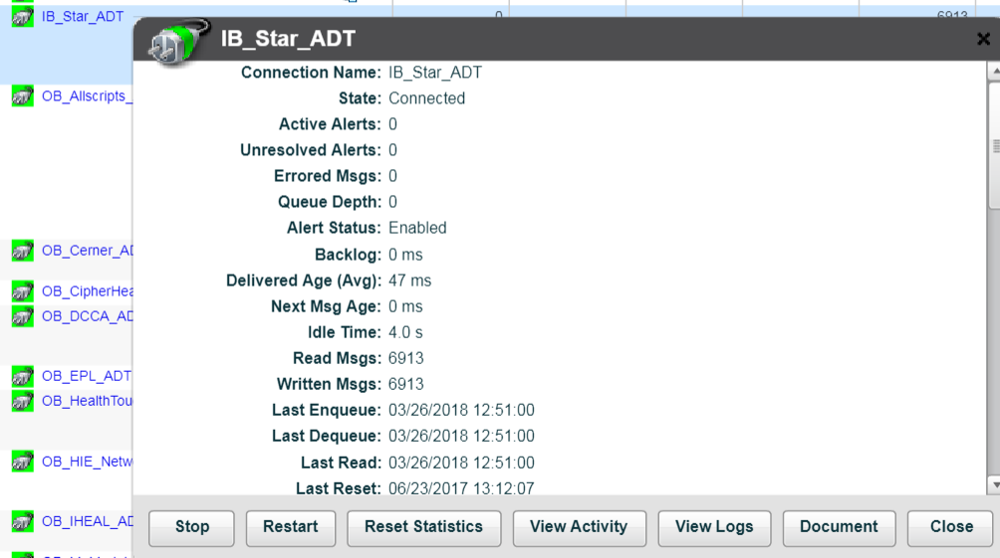 IB_Star_ADT
0
6913
IB_Star_ADT
Connection Name: IB_Star_ADT
State: Connected
OB_Allscripts_
Active Alerts: 0
Unresolved Alerts: 0
Errored Msgs: 0
Queue Depth: 0
Alert Status: Enabled
OB_Cerner_AD
Backlog: 0 ms
Delivered Age (Avg): 47 ms
OB_CipherHea
Next Msg Age: 0 ms
OB_DCCA_AD
Idle Time: 4.0 s
Read Msgs: 6913
OB_EPL_ADT
Written Msgs: 6913
OB_HealthTou
Last Enqueue: 03/26/2018 12:51:00
Last Dequeue: 03/26/2018 12:51:00
OB_HIE_Netw
Last Read: 03/26/2018 12:51:00
Last Reset: 06/23/2017 13:12:07
OB_IHEAL_AD
Stop Restart Reset Statistics View Activity View Logs Document Close